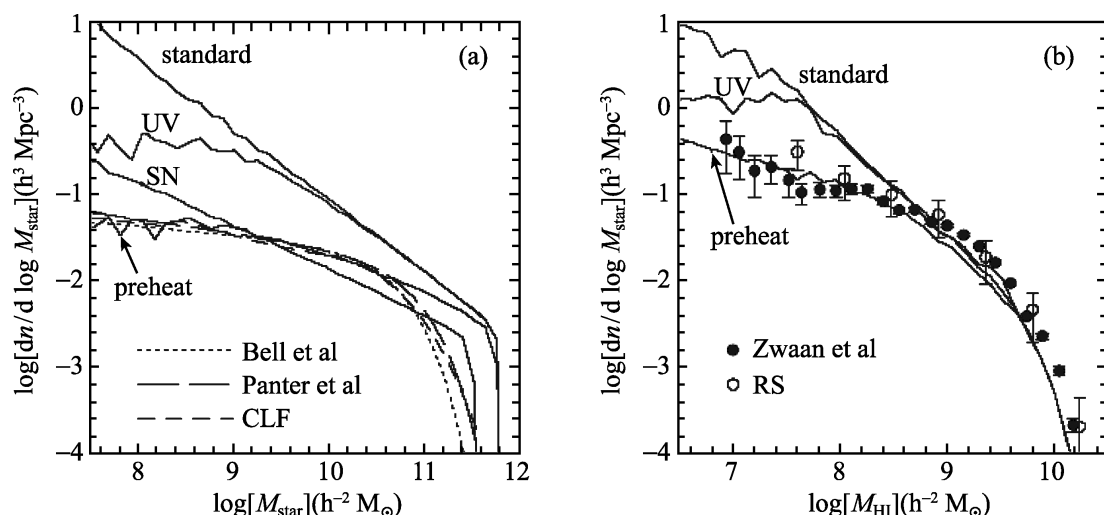 1
0
−1
−2
−3
−4
log[dn/d log M_star](h³ Mpc⁻³)
(a)
standard
UV
SN
preheat
Bell et al
Panter et al
CLF
8
9
10
11
12
log[M_star](h⁻² M_⊙)
1
0
−1
−2
−3
−4
log[dn/d log M_star](h³ Mpc⁻³)
(b)
standard
UV
preheat
Zwaan et al
RS
7
8
9
10
log[M_HI](h⁻² M_⊙)